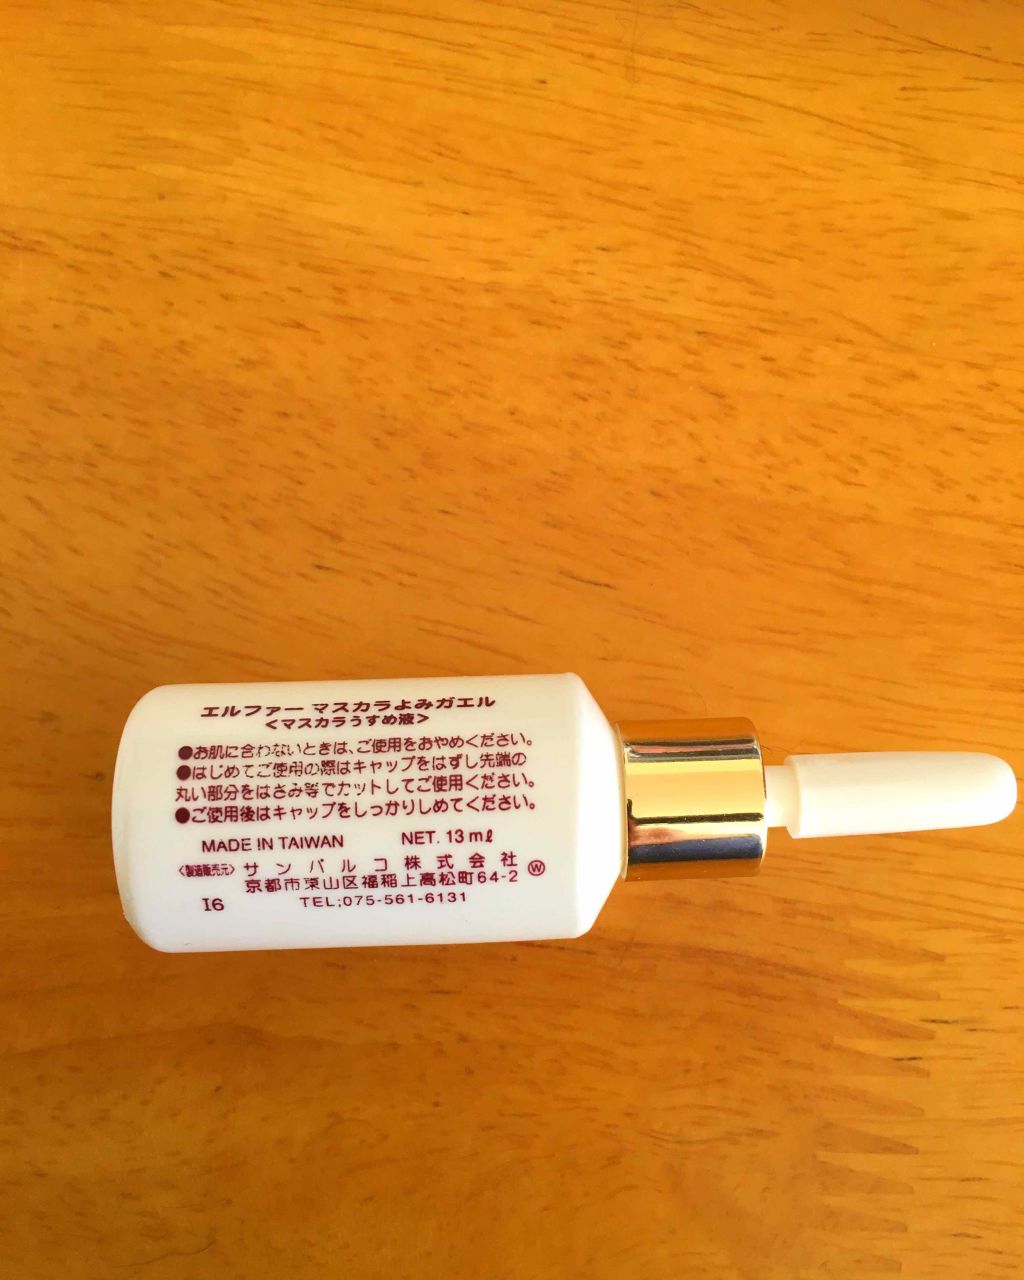 エルファー マスカラよみガエル
<マスカラうすめ液>
●お肌に合わないときは、ご使用をおやめください。
●はじめてご使用の際はキャップをはずし先端の
丸い部分をはさみ等でカットしてご使用ください。
●ご使用後はキャップをしっかりしめてください。
MADE IN TAIWAN NET. 13mℓ
<製造販売元> サンパルコ株式会社 Ⓦ
京都市東山区福稲上高松町64-2
I6 TEL;075-561-6131